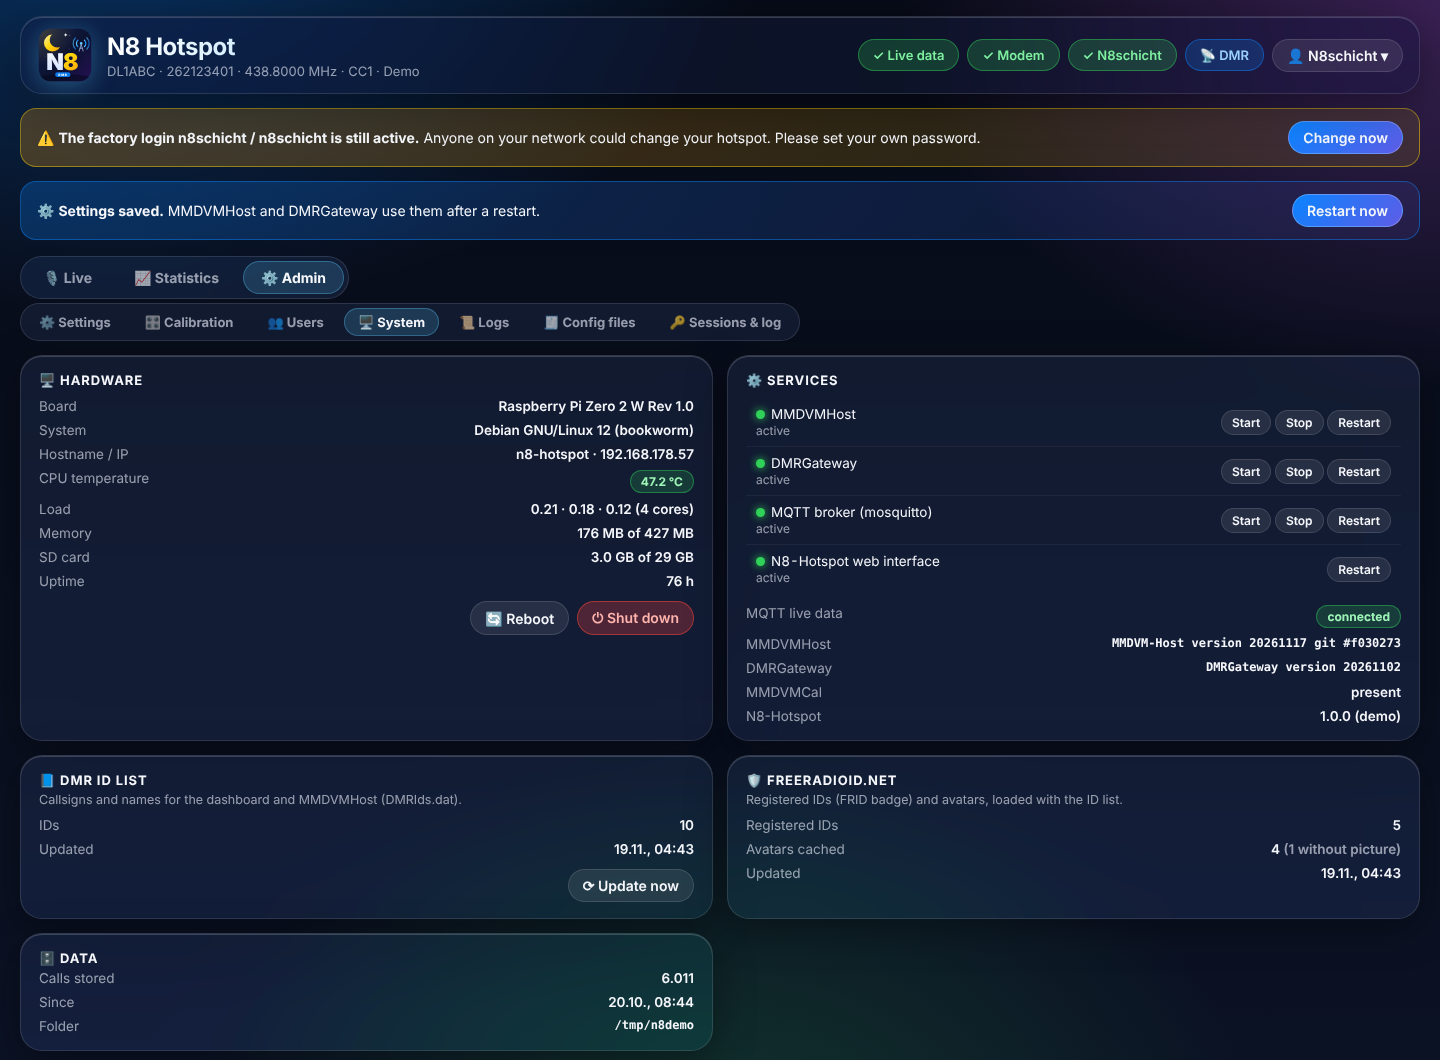 N8
N8 Hotspot
DL1ABC · 262123401 · 438.8000 MHz · CC1 · Demo
✓ Live data
✓ Modem
✓ N8schicht
📡 DMR
👤 N8schicht ▾
⚠️ The factory login n8schicht / n8schicht is still active. Anyone on your network could change your hotspot. Please set your own password.
Change now
⚙️ Settings saved. MMDVMHost and DMRGateway use them after a restart.
Restart now
🎙️ Live
📈 Statistics
⚙️ Admin
⚙️ Settings
🎛️ Calibration
👥 Users
🖥️ System
📜 Logs
🧾 Config files
🔑 Sessions & log
🖥️ HARDWARE
Board Raspberry Pi Zero 2 W Rev 1.0
System Debian GNU/Linux 12 (bookworm)
Hostname / IP n8-hotspot · 192.168.178.57
CPU temperature 47.2 °C
Load 0.21 · 0.18 · 0.12 (4 cores)
Memory 176 MB of 427 MB
SD card 3.0 GB of 29 GB
Uptime 76 h
🔄 Reboot
⏻ Shut down
⚙️ SERVICES
MMDVMHost
active
Start Stop Restart
DMRGateway
active
Start Stop Restart
MQTT broker (mosquitto)
active
Start Stop Restart
N8-Hotspot web interface
active
Restart
MQTT live data connected
MMDVMHost MMDVM-Host version 20261117 git #f030273
DMRGateway DMRGateway version 20261102
MMDVMCal present
N8-Hotspot 1.0.0 (demo)
📘 DMR ID LIST
Callsigns and names for the dashboard and MMDVMHost (DMRIds.dat).
IDs 10
Updated 19.11., 04:43
⟳ Update now
🛡️ FREERADIOID.NET
Registered IDs (FRID badge) and avatars, loaded with the ID list.
Registered IDs 5
Avatars cached 4 (1 without picture)
Updated 19.11., 04:43
🗄️ DATA
Calls stored 6.011
Since 20.10., 08:44
Folder /tmp/n8demo